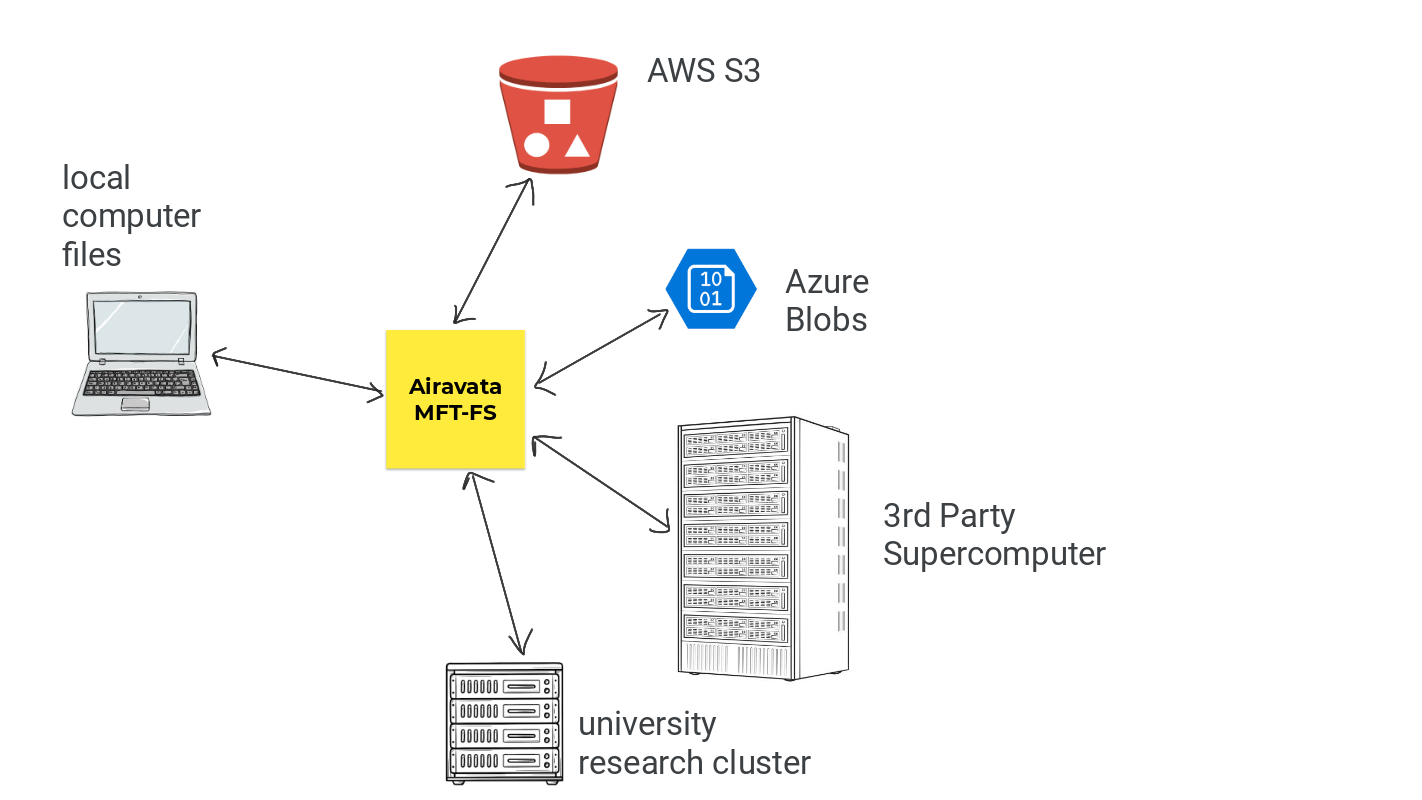 AWS S3
local
computer
files
10
01
Azure
Blobs
Airavata
MFT-FS
3rd Party
Supercomputer
university
research cluster